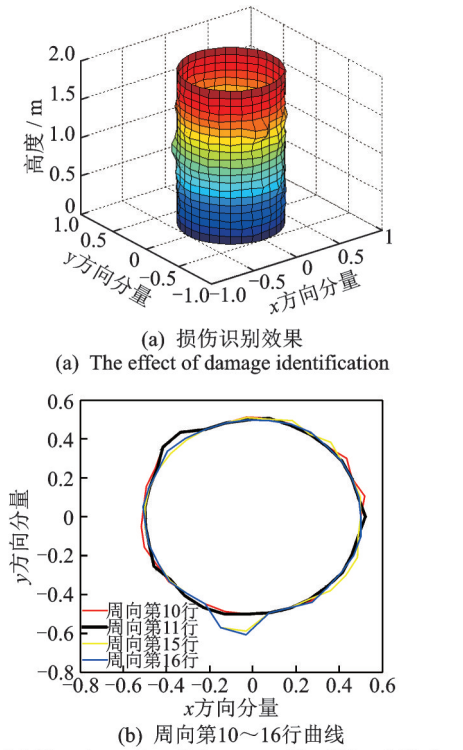 2.0
1.5
1.0
0.5
0
高度 / m
1.0
0.5
0
−0.5
−1.0
y方向分量
−1.0
−0.5
0
0.5
1
x方向分量
(a) 损伤识别效果
(a) The effect of damage identification
0.6
0.4
0.2
0
−0.2
−0.4
−0.6
−0.8
y方向分量
周向第10行
周向第11行
周向第15行
周向第16行
−0.8 −0.6 −0.4 −0.2 0 0.2 0.4 0.6
x方向分量
(b) 周向第10～16行曲线